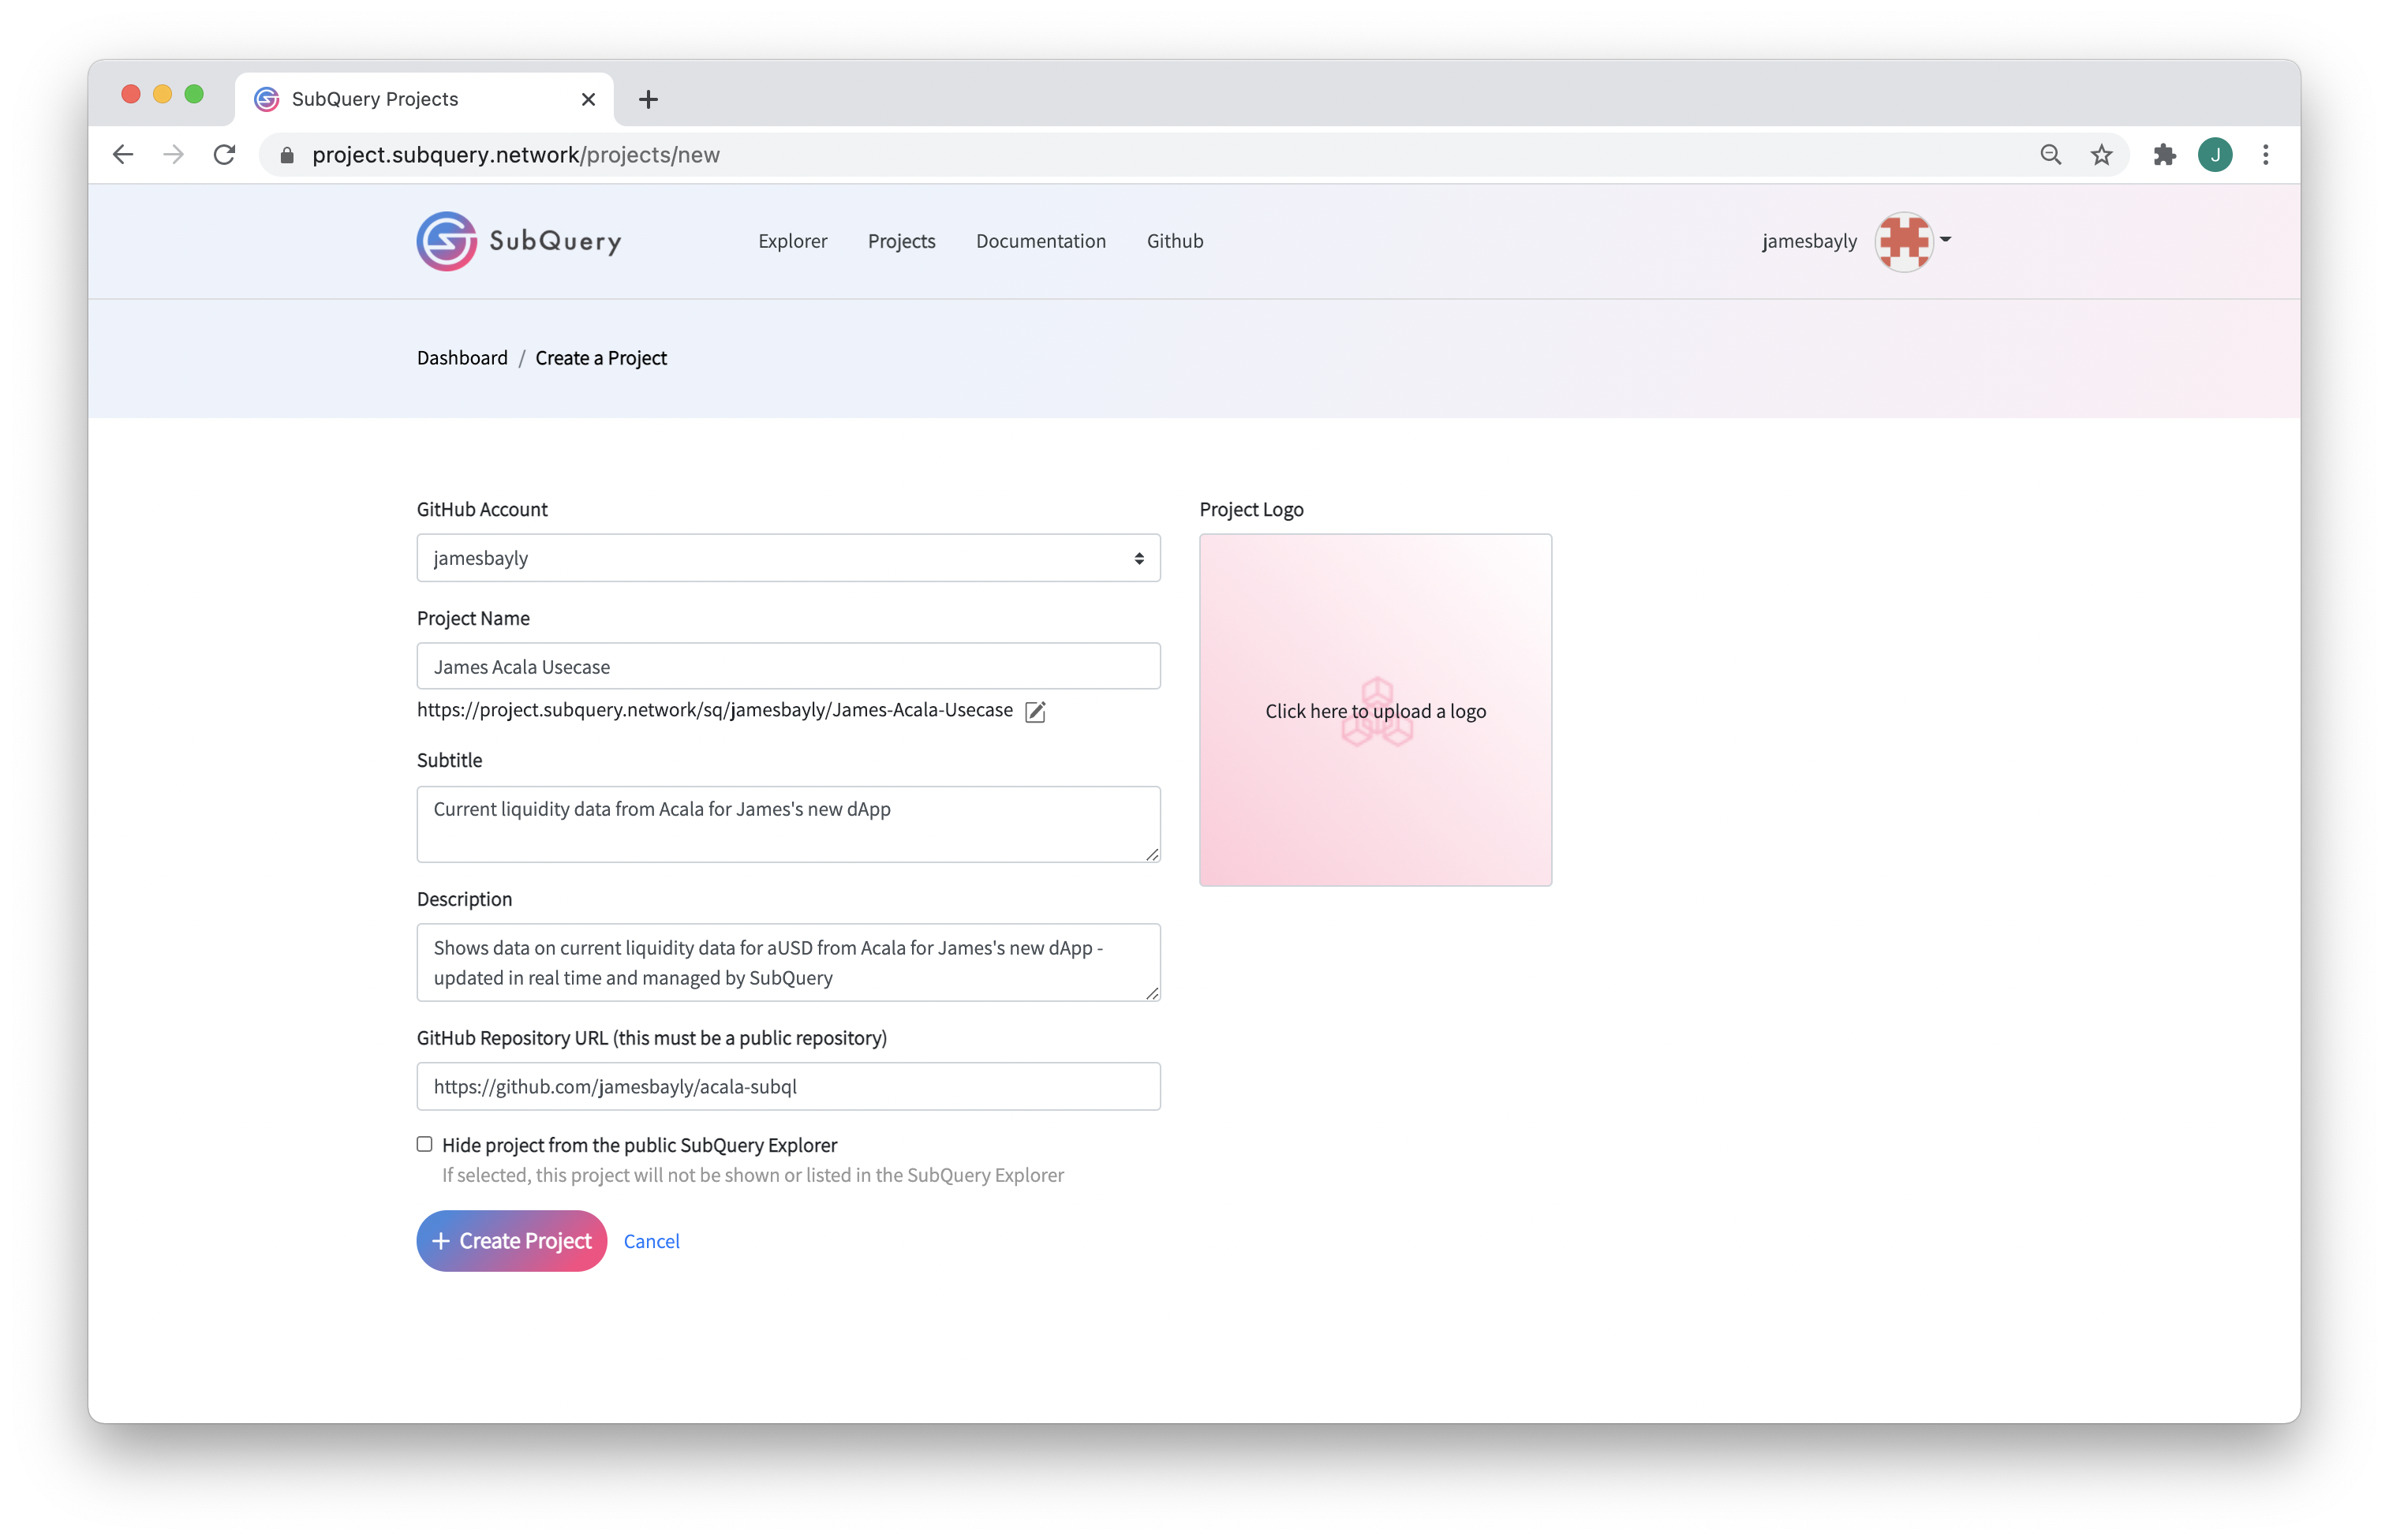 SubQuery Projects
project.subquery.network/projects/new
J
SubQuery
Explorer
Projects
Documentation
Github
jamesbayly
Dashboard / Create a Project
GitHub Account
jamesbayly
Project Name
James Acala Usecase
https://project.subquery.network/sq/jamesbayly/James-Acala-Usecase
Subtitle
Current liquidity data from Acala for James's new dApp
Description
Shows data on current liquidity data for aUSD from Acala for James's new dApp -
updated in real time and managed by SubQuery
GitHub Repository URL (this must be a public repository)
https://github.com/jamesbayly/acala-subql
Hide project from the public SubQuery Explorer
If selected, this project will not be shown or listed in the SubQuery Explorer
+ Create Project
Cancel
Project Logo
Click here to upload a logo